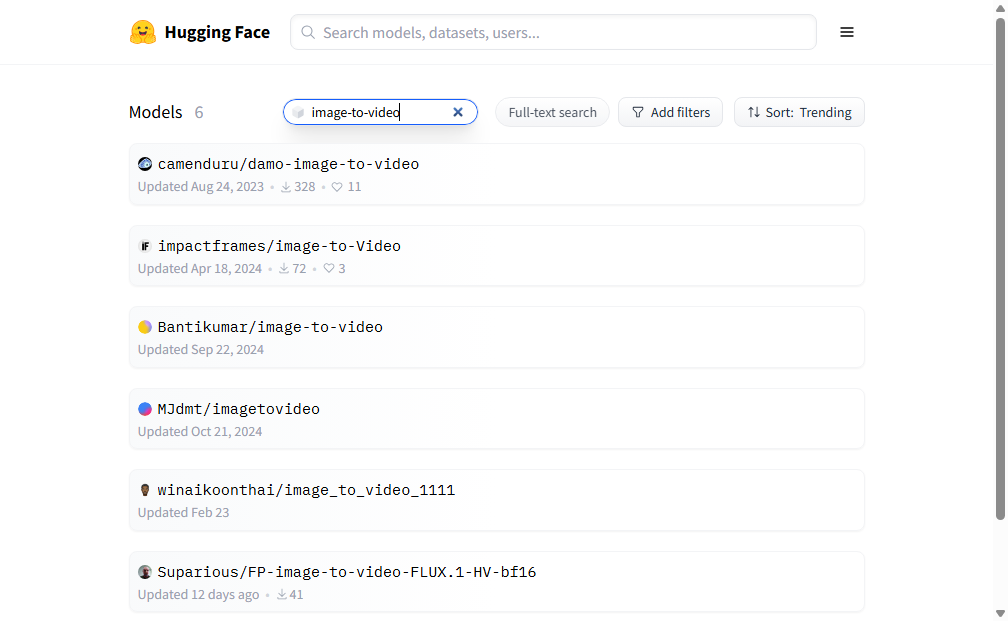 Hugging Face
Search models, datasets, users...
Models 6
image-to-video
Full-text search
Add filters
Sort: Trending
camenduru/damo-image-to-video
Updated Aug 24, 2023 • 328 • 11
IF impactframes/image-to-Video
Updated Apr 18, 2024 • 72 • 3
Bantikumar/image-to-video
Updated Sep 22, 2024
MJdmt/imagetovideo
Updated Oct 21, 2024
winaikoonthai/image_to_video_1111
Updated Feb 23
Suparious/FP-image-to-video-FLUX.1-HV-bf16
Updated 12 days ago • 41